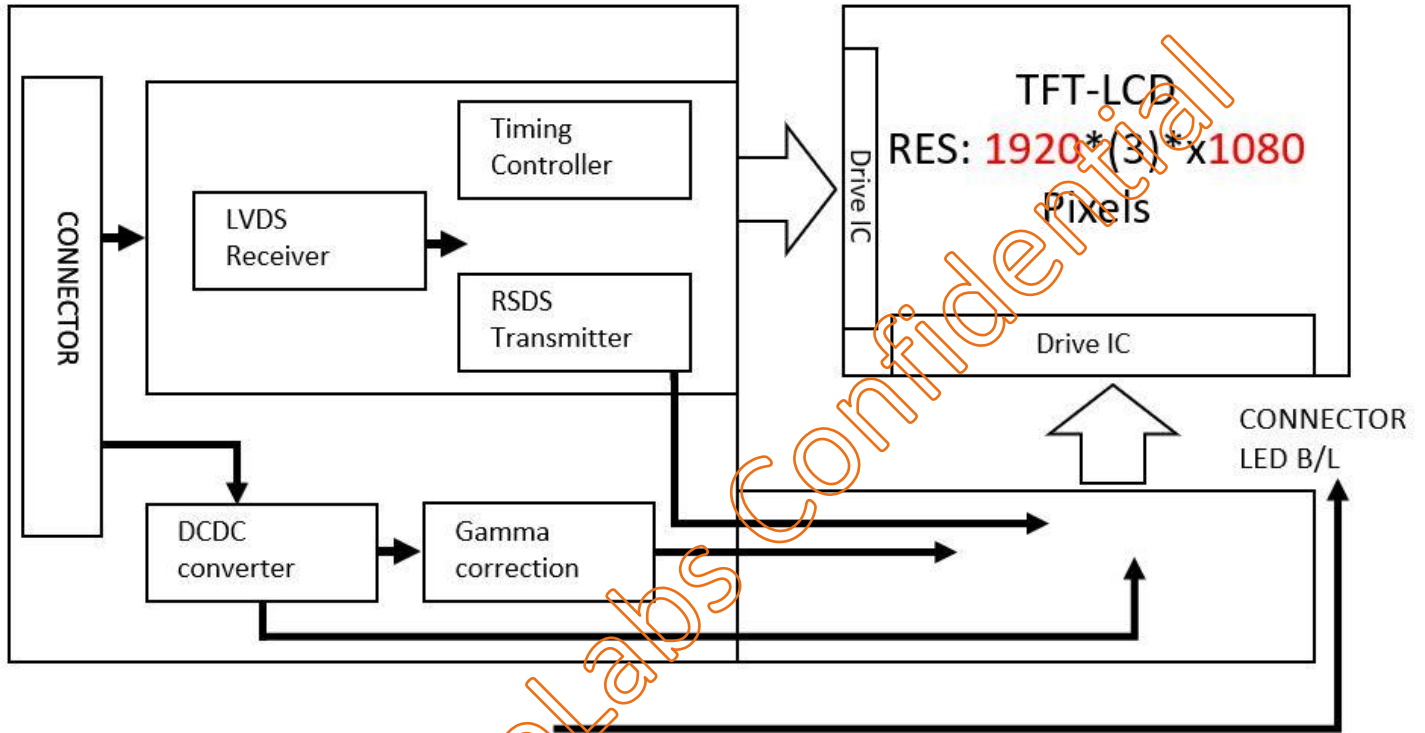 CONNECTOR
LVDS
Receiver
Timing
Controller
RSDS
Transmitter
DCDC
converter
Gamma
correction
Drive IC
TFT-LCD
RES: 1920*(3)*x1080
Pixels
Drive IC
CONNECTOR
LED B/L
Labs Confidential